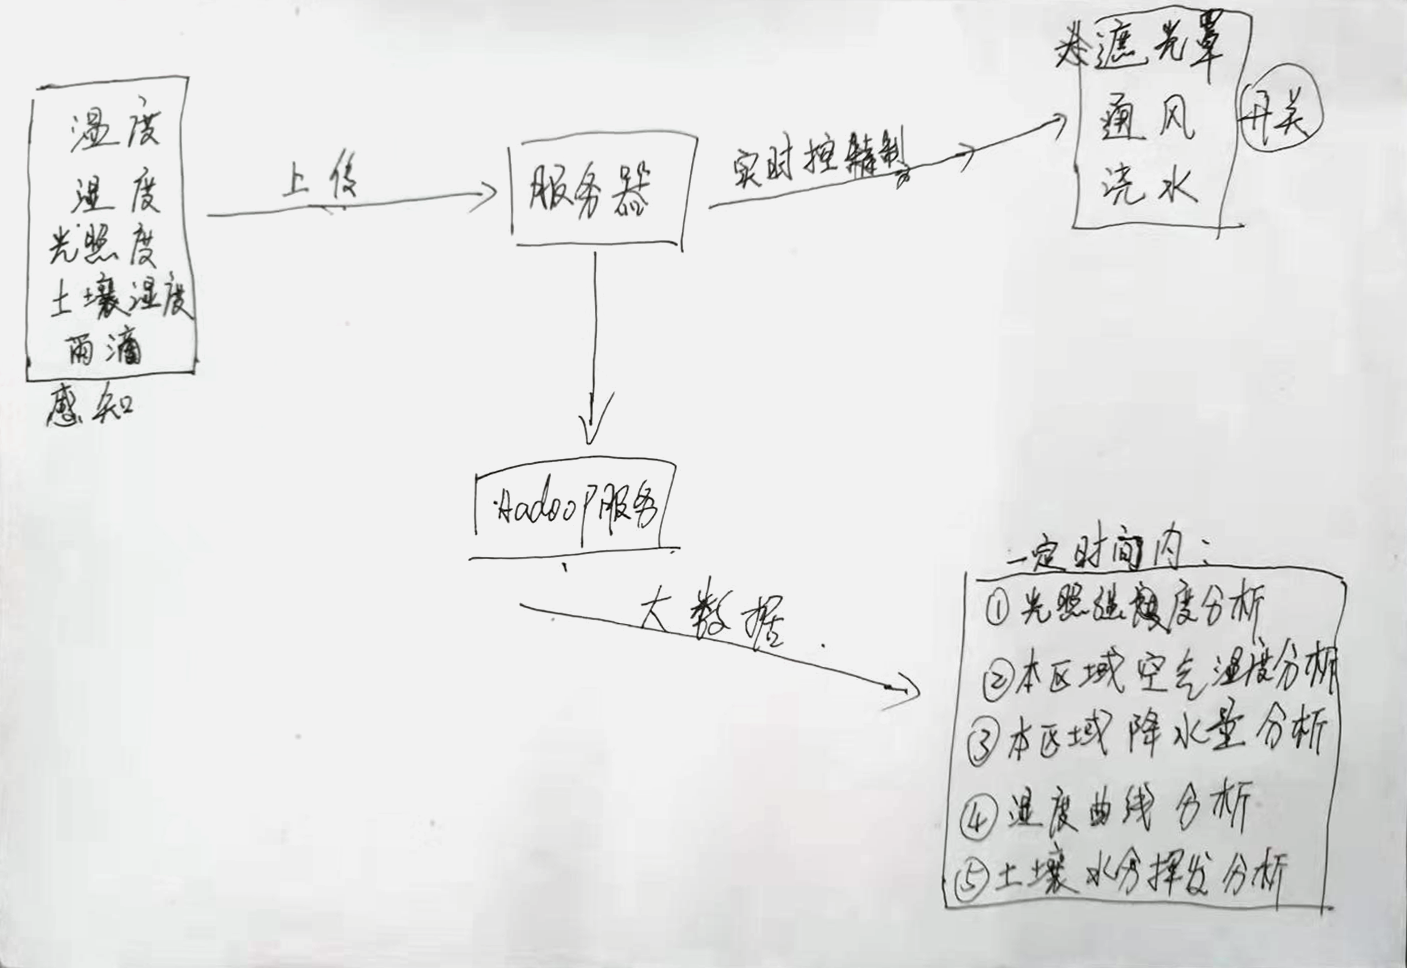 湿度
温度
光照度
土壤湿度
雨滴
感知
上传
服务器
实时控制
遮光罩
通风
浇水
开关
Hadoop服务
大数据
一定时间内：
①光照强度分析
②本区域空气湿度分析
③本区域降水量分析
④温度曲线分析
⑤土壤水分挥发分析